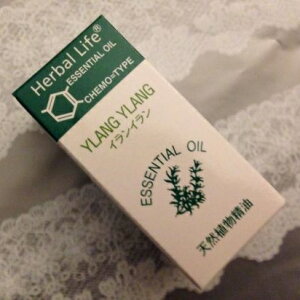 Herbal Life®
ESSENTIAL OIL
CHEMO=TYPE
YLANG YLANG
イランイラン
ESSENTIAL OIL
天然植物精油